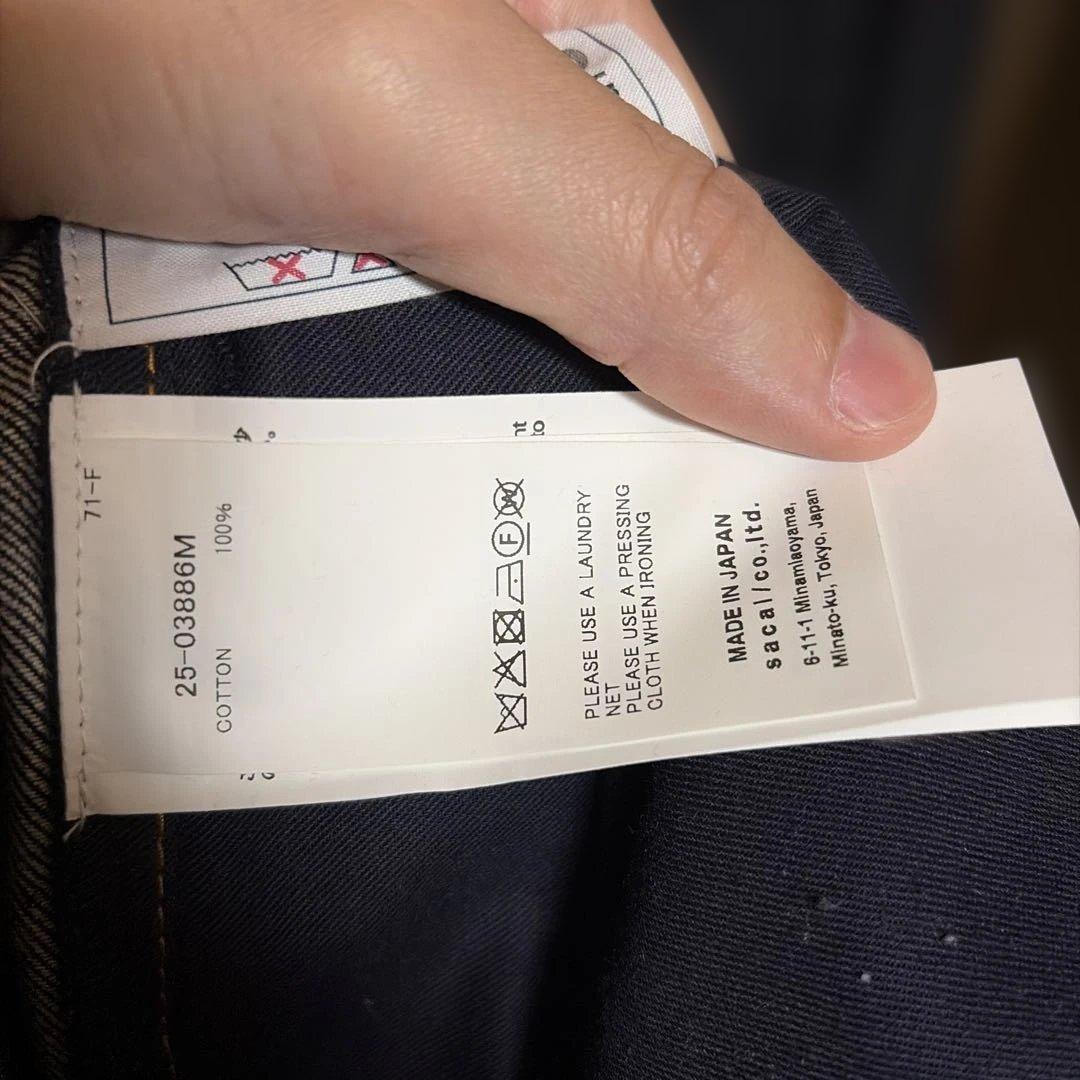 71-F
25-03886M
COTTON 100%
F
W
PLEASE USE A LAUNDRY
NET
PLEASE USE A PRESSING
CLOTH WHEN IRONING
MADE IN JAPAN
sacai/co.,ltd.
6-11-1 Minamiaoyama,
Minato-ku, Tokyo, Japan